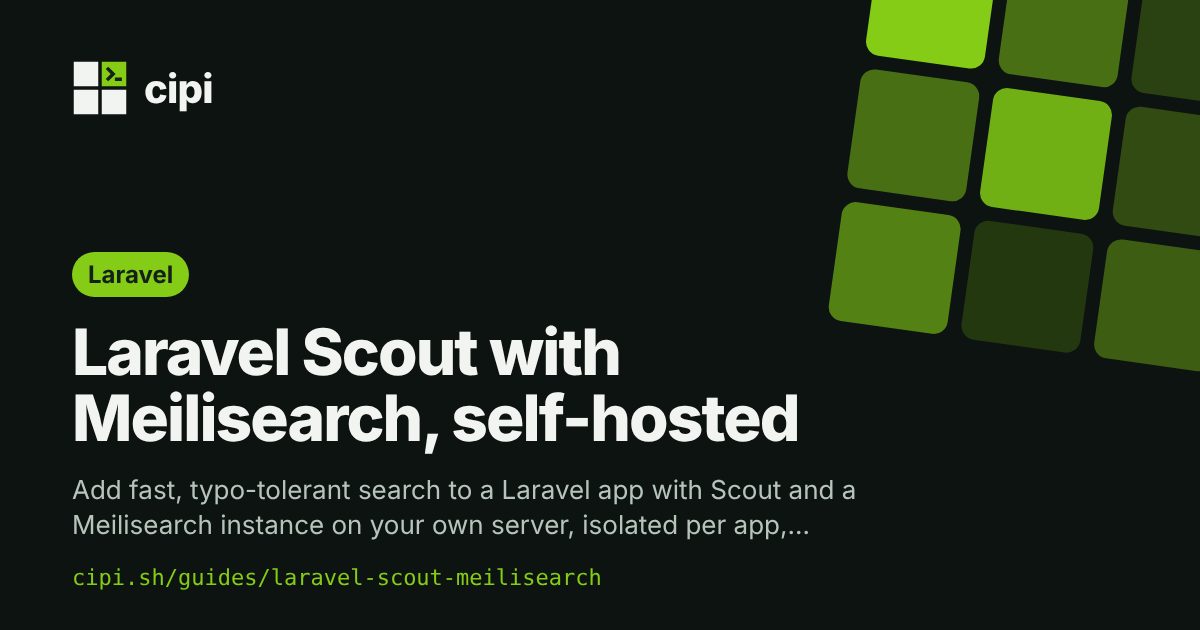 cipi
Laravel
Laravel Scout with
Meilisearch, self-hosted
Add fast, typo-tolerant search to a Laravel app with Scout and a
Meilisearch instance on your own server, isolated per app,...
cipi.sh/guides/laravel-scout-meilisearch